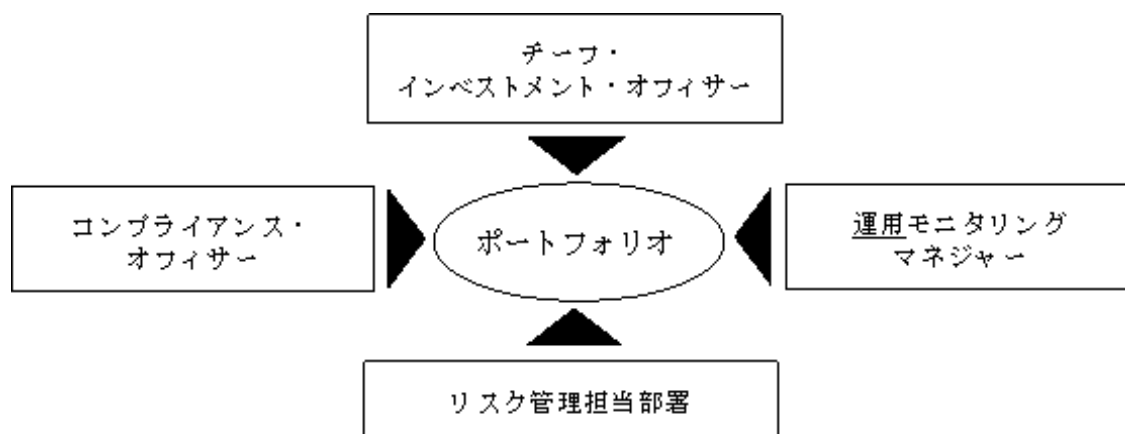 チーフ・
インベストメント・オフィサー
コンプライアンス・
オフィサー
ポートフォリオ
運用モニタリング
マネジャー
リスク管理担当部署